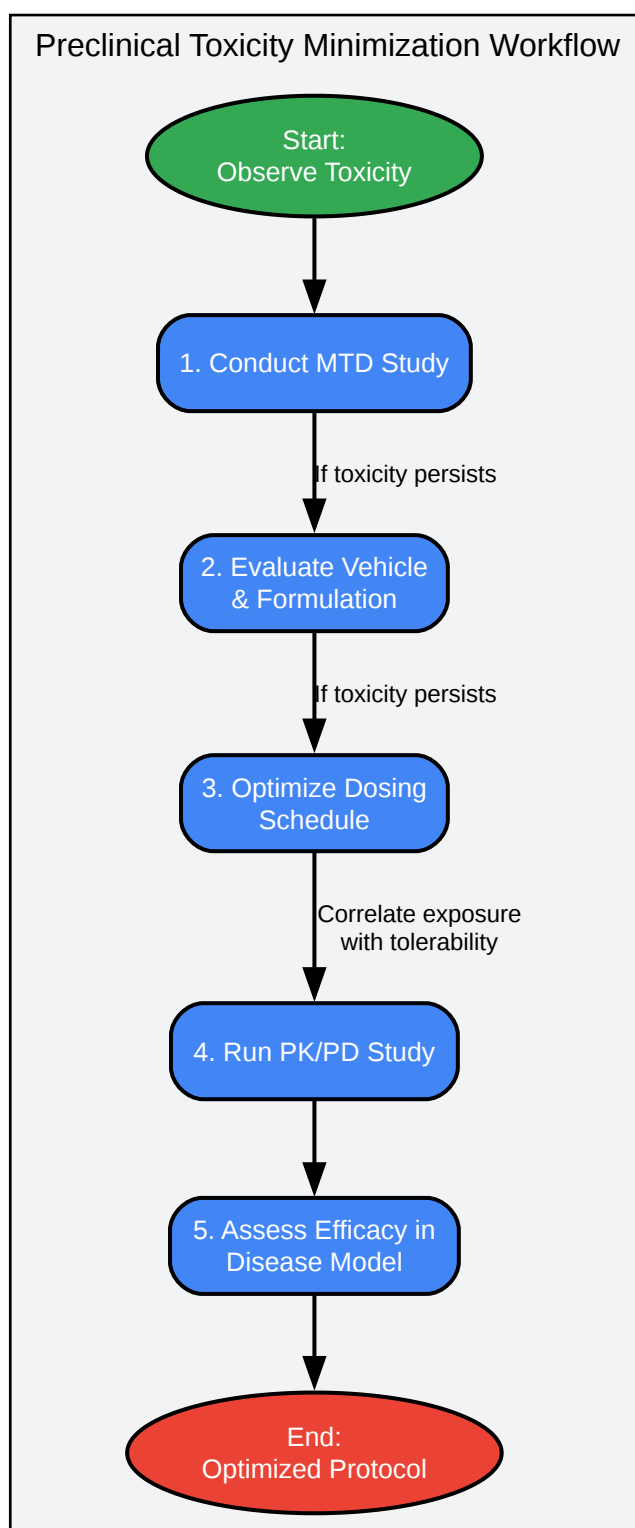 Preclinical Toxicity Minimization Workflow
Start:
Observe Toxicity
1. Conduct MTD Study
If toxicity persists
2. Evaluate Vehicle
& Formulation
If toxicity persists
3. Optimize Dosing
Schedule
Correlate exposure
with tolerability
4. Run PK/PD Study
5. Assess Efficacy in
Disease Model
End:
Optimized Protocol